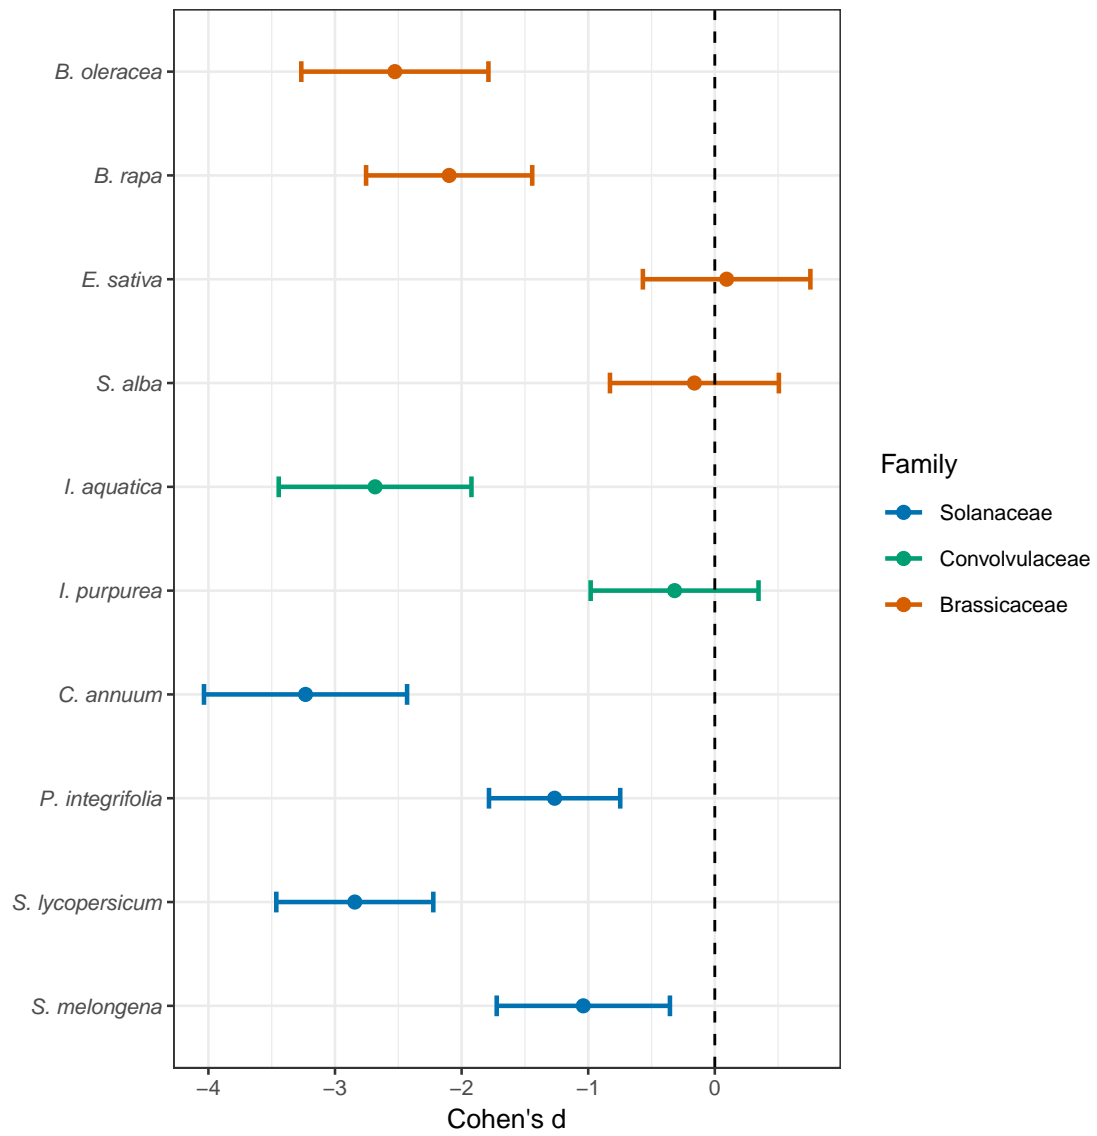 B. oleracea
B. rapa
E. sativa
S. alba
I. aquatica
I. purpurea
C. annuum
P. integrifolia
S. lycopersicum
S. melongena
−4 −3 −2 −1 0
Cohen's d
Family
Solanaceae
Convolvulaceae
Brassicaceae